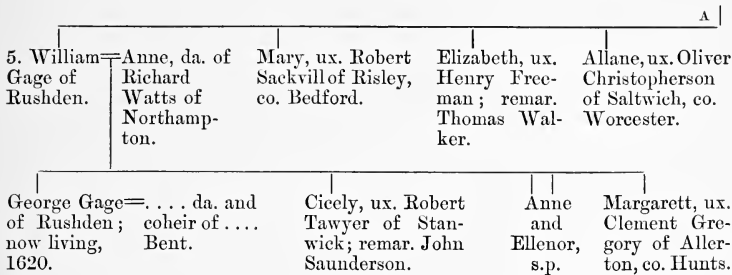 A
5. William=Anne, da. of
Gage of Richard
Rushden. Watts of
Northamp-
ton.
Mary, ux. Robert
Sackvill of Risley,
co. Bedford.
Elizabeth, ux.
Henry Free-
man; remar.
Thomas Wal-
ker.
Allane, ux. Oliver
Christopherson
of Saltwich, co.
Worcester.
George Gage=.... da. and
of Rushden; coheir of ....
now living, Bent.
1620.
Cicely, ux. Robert
Tawyer of Stan-
wick; remar. John
Saunderson.
Anne
and
Ellenor,
s.p.
Margarett, ux.
Clement Gre-
gory of Aller-
ton, co. Hunts.